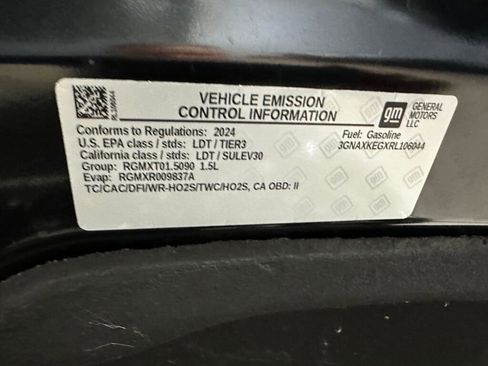 VEHICLE EMISSION
CONTROL INFORMATION
gm
GENERAL
MOTORS
LLC
Conforms to Regulations: 2024
U.S. EPA class / stds: LDT / TIER3
California class / stds: LDT / SULEV30
Group: RGMXT01.5090 1.5L
Evap: RGMXR009837A
TC/CAC/DFI/WR-HO2S/TWC/HO2S, CA OBD: II
Fuel: Gasoline
3GNAXKEGXRL106044
RL106044